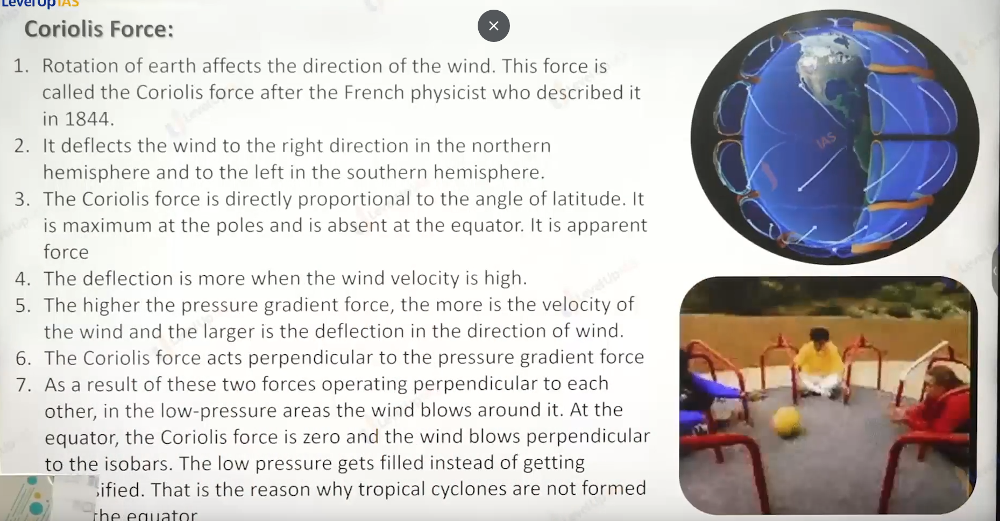 LevelUp IAS
Coriolis Force:
1. Rotation of earth affects the direction of the wind. This force is
called the Coriolis force after the French physicist who described it
in 1844.
2. It deflects the wind to the right direction in the northern
hemisphere and to the left in the southern hemisphere.
3. The Coriolis force is directly proportional to the angle of latitude. It
is maximum at the poles and is absent at the equator. It is apparent
force
4. The deflection is more when the wind velocity is high.
5. The higher the pressure gradient force, the more is the velocity of
the wind and the larger is the deflection in the direction of wind.
6. The Coriolis force acts perpendicular to the pressure gradient force
7. As a result of these two forces operating perpendicular to each
other, in the low-pressure areas the wind blows around it. At the
equator, the Coriolis force is zero and the wind blows perpendicular
to the isobars. The low pressure gets filled instead of getting
sified. That is the reason why tropical cyclones are not formed
the equator
IAS